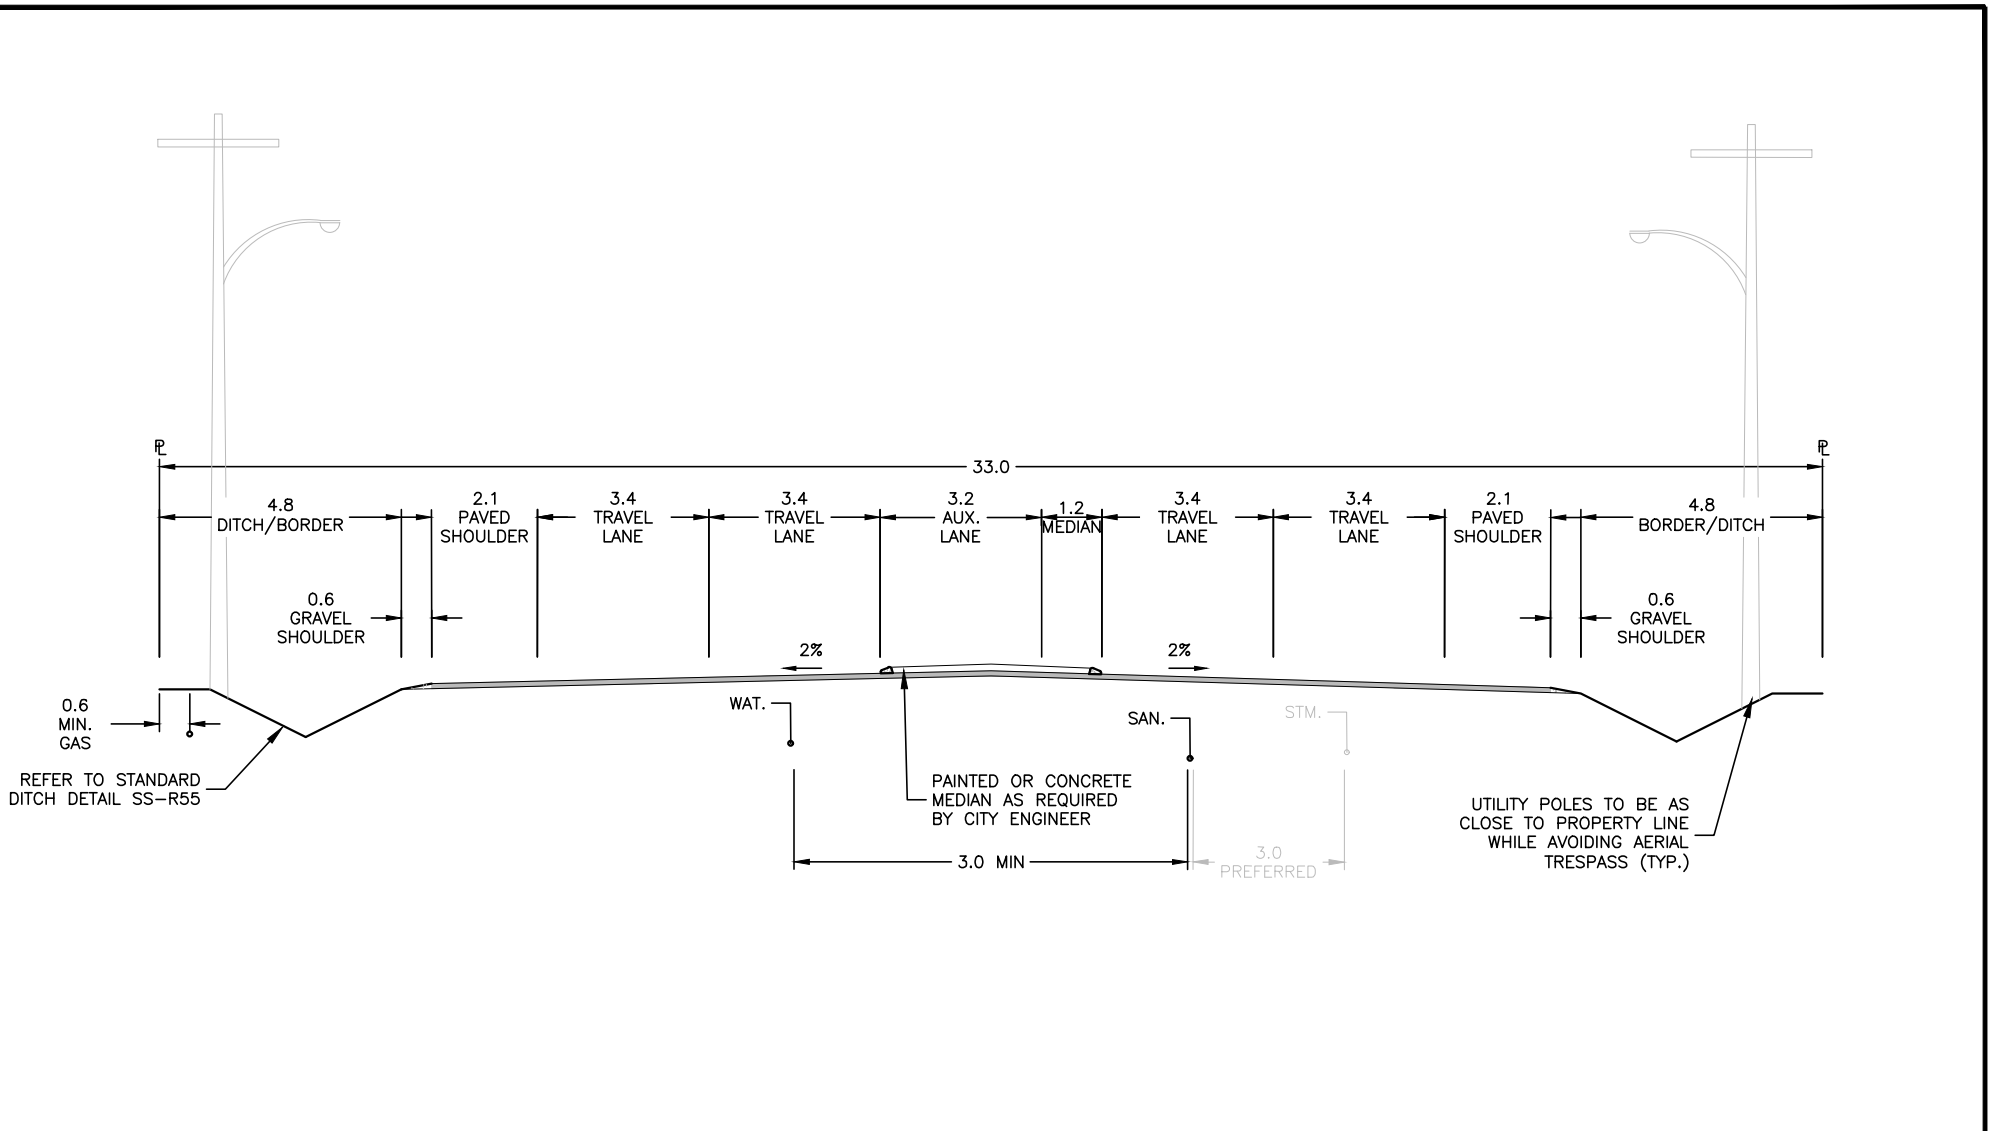 PL
PL
33.0
4.8
DITCH/BORDER
2.1
PAVED
SHOULDER
3.4
TRAVEL
LANE
3.4
TRAVEL
LANE
3.2
AUX.
LANE
1.2
MEDIAN
3.4
TRAVEL
LANE
3.4
TRAVEL
LANE
2.1
PAVED
SHOULDER
4.8
BORDER/DITCH
0.6
GRAVEL
SHOULDER
0.6
GRAVEL
SHOULDER
2%
2%
0.6
MIN.
GAS
WAT.
SAN.
STM.
REFER TO STANDARD
DITCH DETAIL SS-R55
PAINTED OR CONCRETE
MEDIAN AS REQUIRED
BY CITY ENGINEER
UTILITY POLES TO BE AS
CLOSE TO PROPERTY LINE
WHILE AVOIDING AERIAL
TRESPASS (TYP.)
3.0 MIN
3.0
PREFERRED